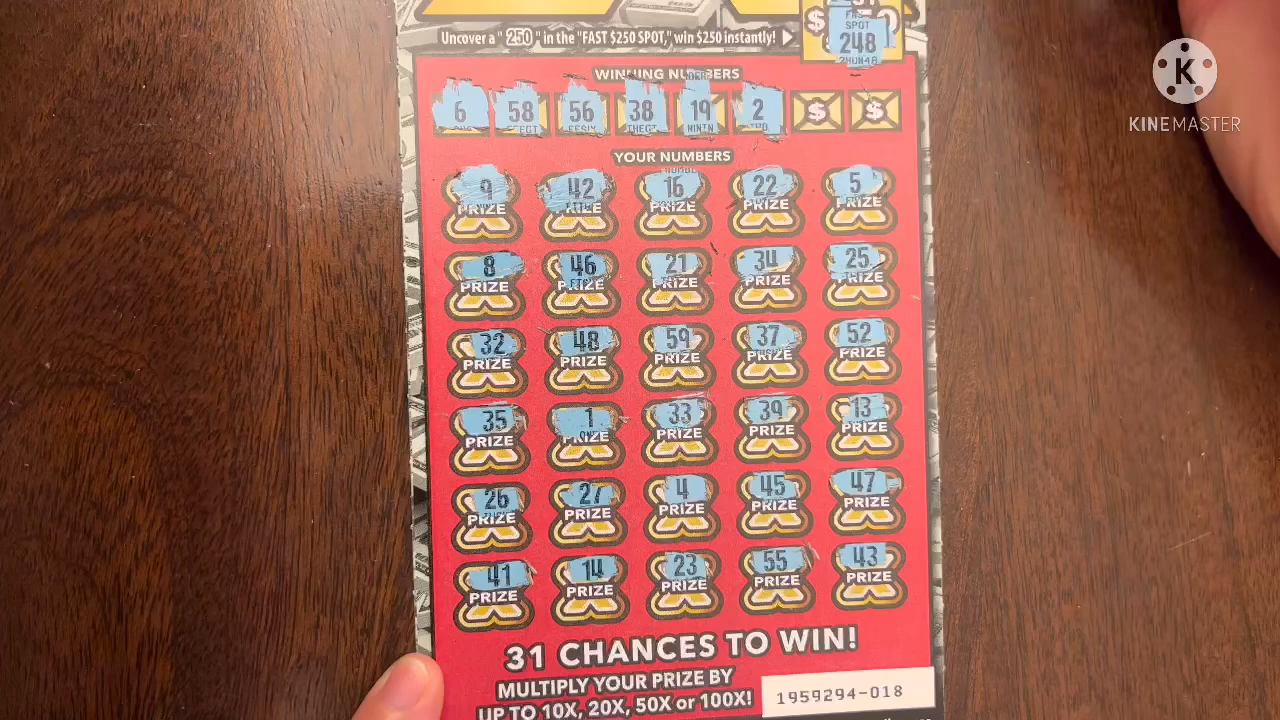 Uncover a "250" in the "FAST $250 SPOT," win $250 instantly!
SPOT
248
WINNING NUMBERS
6 58 56 38 19 2 $ $
YOUR NUMBERS
9 42 16 22 5
PRIZE PRIZE PRIZE PRIZE PRIZE
8 46 21 34 25
PRIZE PRIZE PRIZE PRIZE PRIZE
32 48 59 37 52
PRIZE PRIZE PRIZE PRIZE PRIZE
35 1 33 39 13
PRIZE PRIZE PRIZE PRIZE PRIZE
26 27 4 45 47
PRIZE PRIZE PRIZE PRIZE PRIZE
41 14 23 55 43
PRIZE PRIZE PRIZE PRIZE PRIZE
31 CHANCES TO WIN!
MULTIPLY YOUR PRIZE BY
UP TO 10X, 20X, 50X or 100X!
1959294-018
K
KINEMASTER